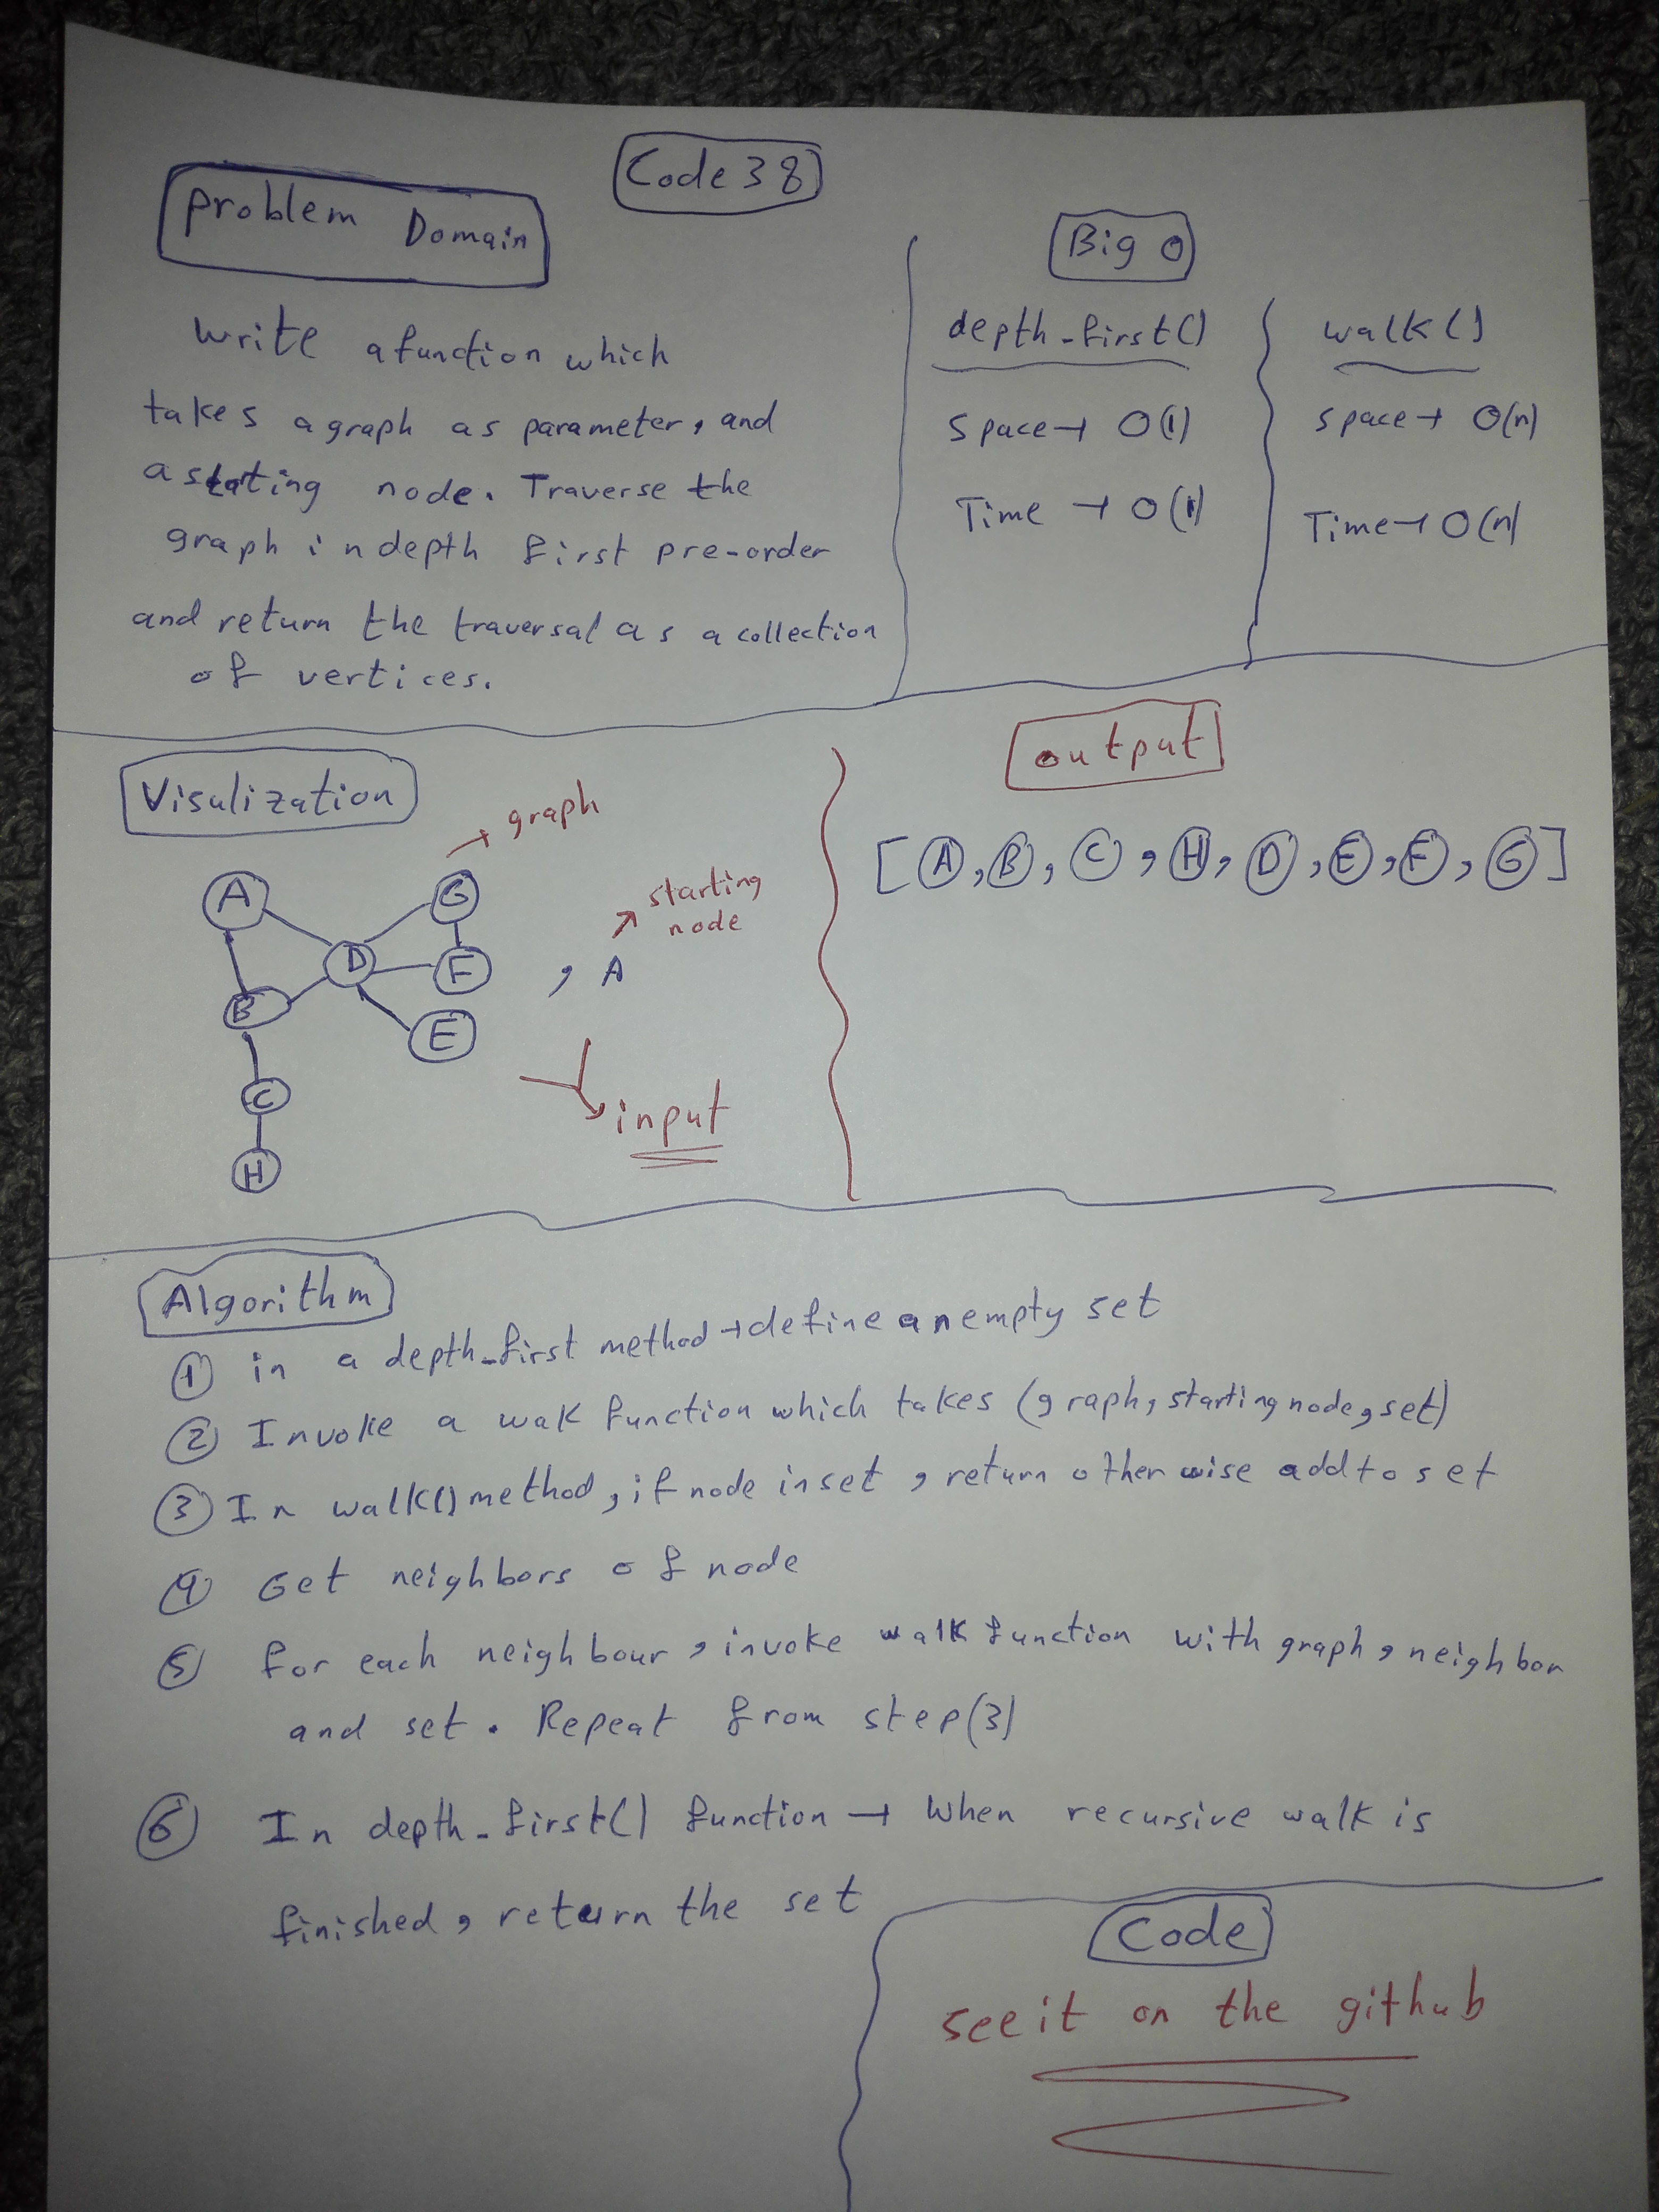 Code 38
Problem Domain
write a function which
takes a graph as parameter, and
a stating node. Traverse the
graph in depth first pre-order
and return the traversal as a collection
of vertices.
Big O
depth_first()
Space → O(1)
Time → O(1)
walk()
space → O(n)
Time → O(n)
Visulization
→ graph
A
G
D
F
B
E
C
H
starting
node
, A
input
output
[A, B, C, H, D, E, F, G]
Algorithm
① in a depth_first method → define an empty set
② Invoke a wak function which takes (graph, starting node, set)
③ In walk() method, if node in set, return otherwise add to set
④ Get neighbors of node
⑤ for each neighbour, invoke walk function with graph, neighbor
and set. Repeat from step(3)
⑥ In depth_first() function → When recursive walk is
finished, return the set
Code
see it on the github